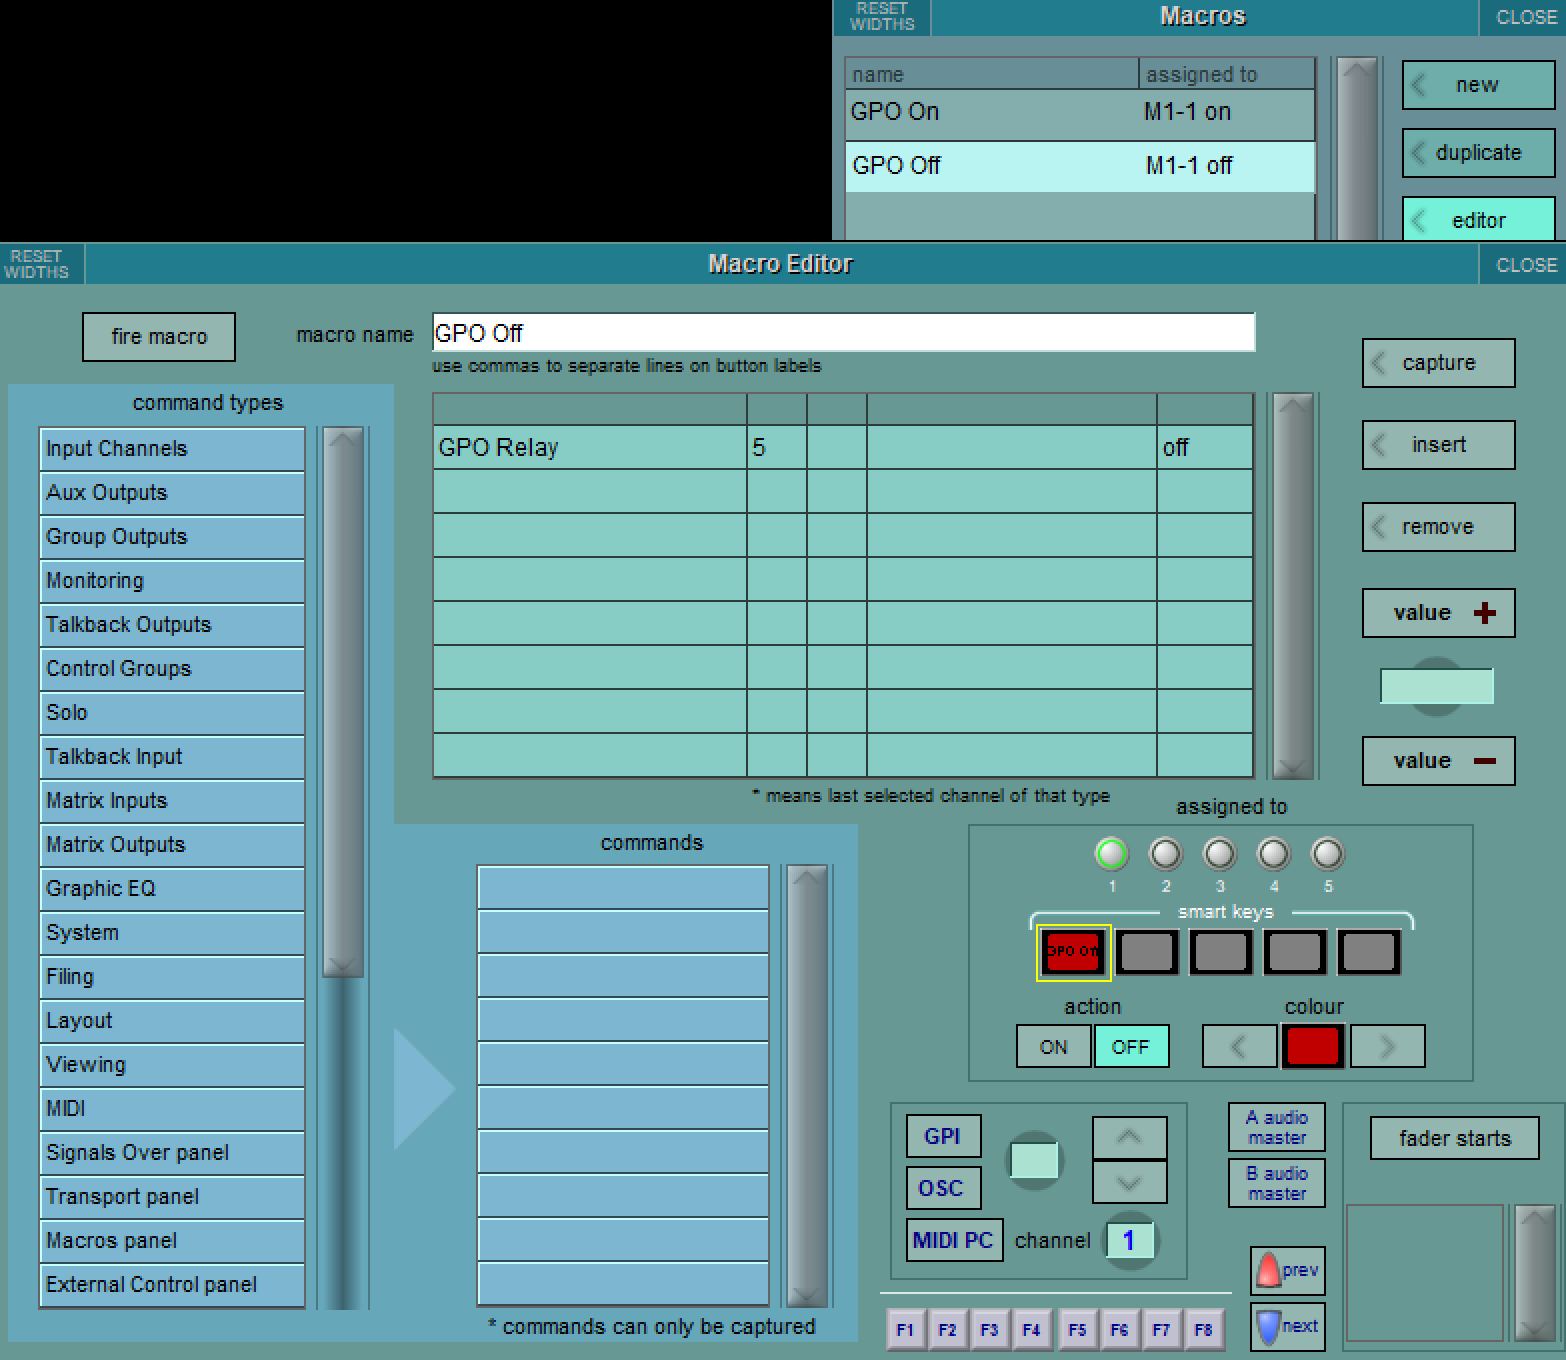 RESET
WIDTHS
Macros
CLOSE
name assigned to
GPO On M1-1 on
GPO Off M1-1 off
new
duplicate
editor
RESET
WIDTHS
Macro Editor
CLOSE
fire macro
macro name
GPO Off
use commas to separate lines on button labels
capture
insert
remove
value +
value −
command types
Input Channels
Aux Outputs
Group Outputs
Monitoring
Talkback Outputs
Control Groups
Solo
Talkback Input
Matrix Inputs
Matrix Outputs
Graphic EQ
System
Filing
Layout
Viewing
MIDI
Signals Over panel
Transport panel
Macros panel
External Control panel
GPO Relay 5 off
* means last selected channel of that type
commands
* commands can only be captured
assigned to
1 2 3 4 5
smart keys
GPO Off
action
ON OFF
colour
GPI
OSC
MIDI PC
channel 1
A audio
master
B audio
master
fader starts
prev
next
F1 F2 F3 F4 F5 F6 F7 F8